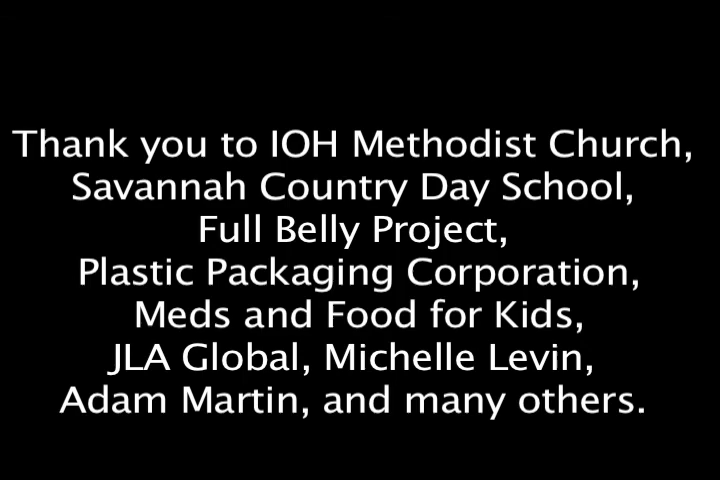 Thank you to IOH Methodist Church,
Savannah Country Day School,
Full Belly Project,
Plastic Packaging Corporation,
Meds and Food for Kids,
JLA Global, Michelle Levin,
Adam Martin, and many others.